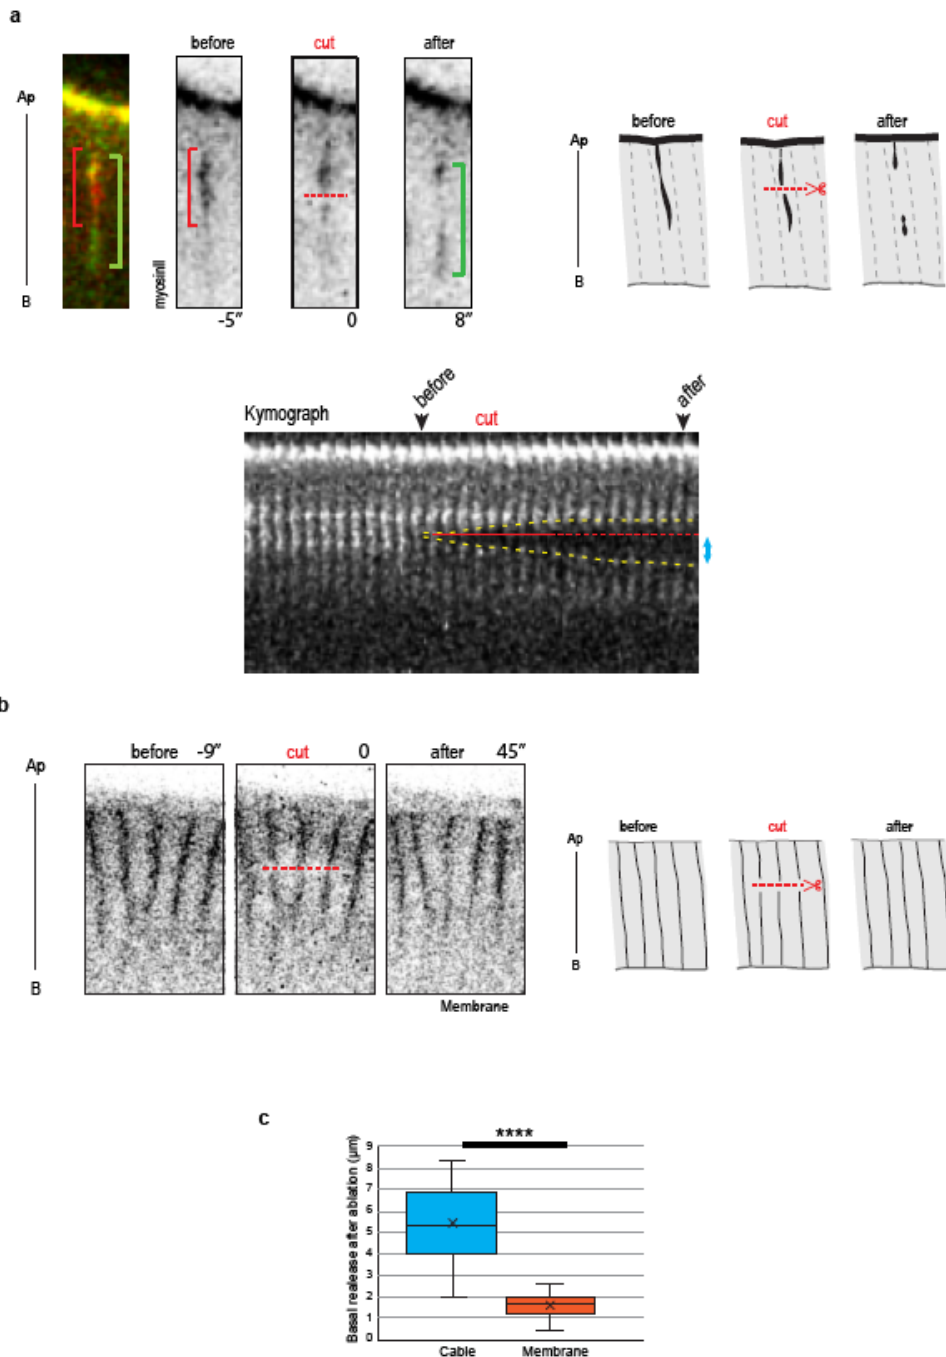 a
before cut after
Ap
B
myosinII
-5" 0 8"
before cut after
Ap
B
before after
Kymograph cut
b
before -9" cut 0 after 45"
Ap
B
Membrane
before cut after
Ap
B
c
****
Basal realease after ablation (µm)
9
8
7
6
5
4
3
2
1
0
Cable Membrane